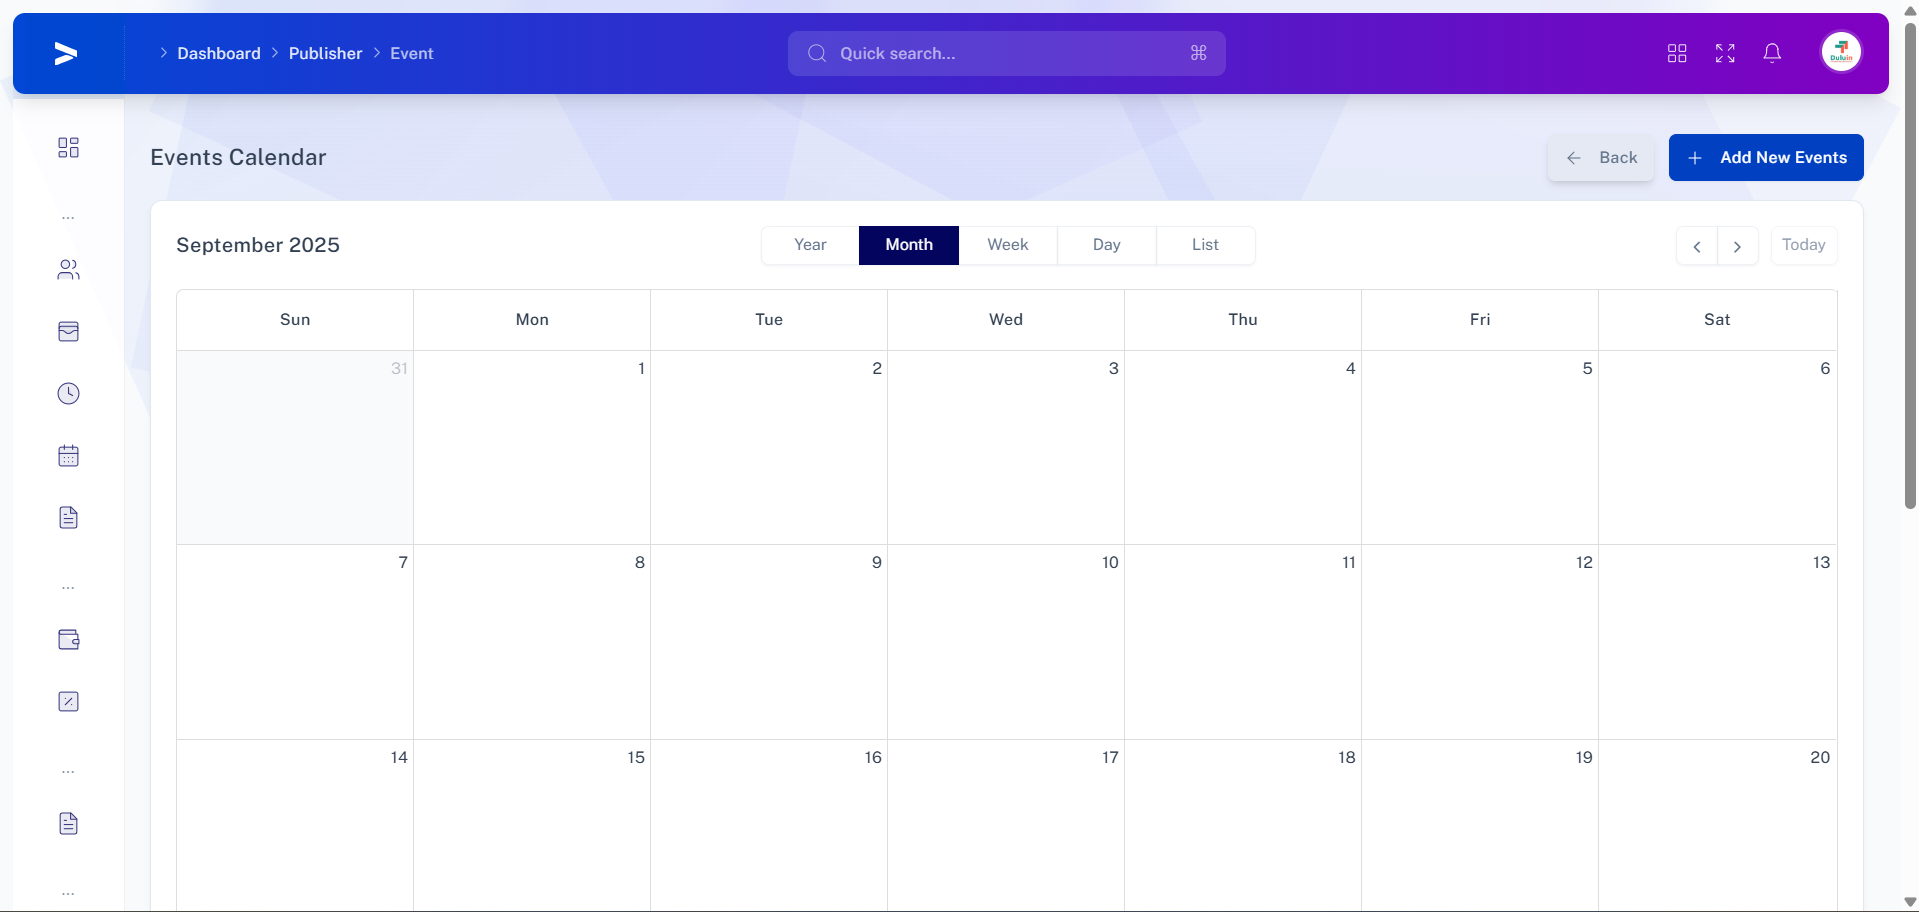 Dashboard Publisher Event
Quick search... ⌘
Duluin
Events Calendar
Back
Add New Events
September 2025
Year Month Week Day List
Today
Sun Mon Tue Wed Thu Fri Sat
31 1 2 3 4 5 6
7 8 9 10 11 12 13
14 15 16 17 18 19 20
...
...
...
...